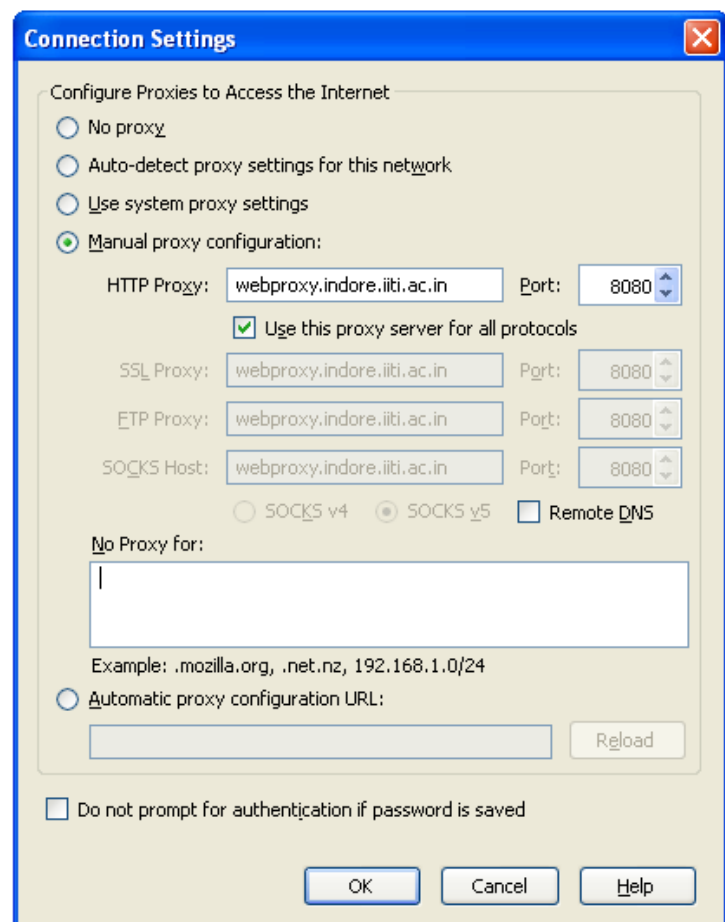 Connection Settings
Configure Proxies to Access the Internet
No proxy
Auto-detect proxy settings for this network
Use system proxy settings
Manual proxy configuration:
HTTP Proxy: webproxy.indore.iiti.ac.in Port: 8080
Use this proxy server for all protocols
SSL Proxy: webproxy.indore.iiti.ac.in Port: 8080
FTP Proxy: webproxy.indore.iiti.ac.in Port: 8080
SOCKS Host: webproxy.indore.iiti.ac.in Port: 8080
SOCKS v4 SOCKS v5 Remote DNS
No Proxy for:
Example: .mozilla.org, .net.nz, 192.168.1.0/24
Automatic proxy configuration URL:
Reload
Do not prompt for authentication if password is saved
OK Cancel Help